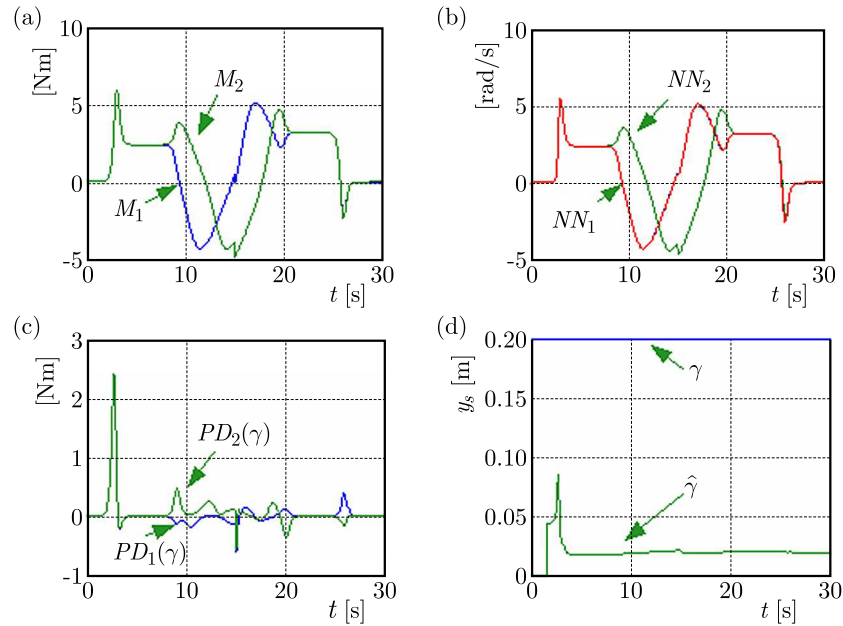 (a)
[Nm]
10
5
0
-5
0
10
20
30
t [s]
M₂
M₁
(b)
[rad/s]
10
5
0
-5
0
10
20
30
t [s]
NN₂
NN₁
(c)
[Nm]
3
2
1
0
-1
0
10
20
30
t [s]
PD₂(γ)
PD₁(γ)
(d)
yₛ [m]
0.20
0.15
0.10
0.05
0
0
10
20
30
t [s]
γ
γ̂